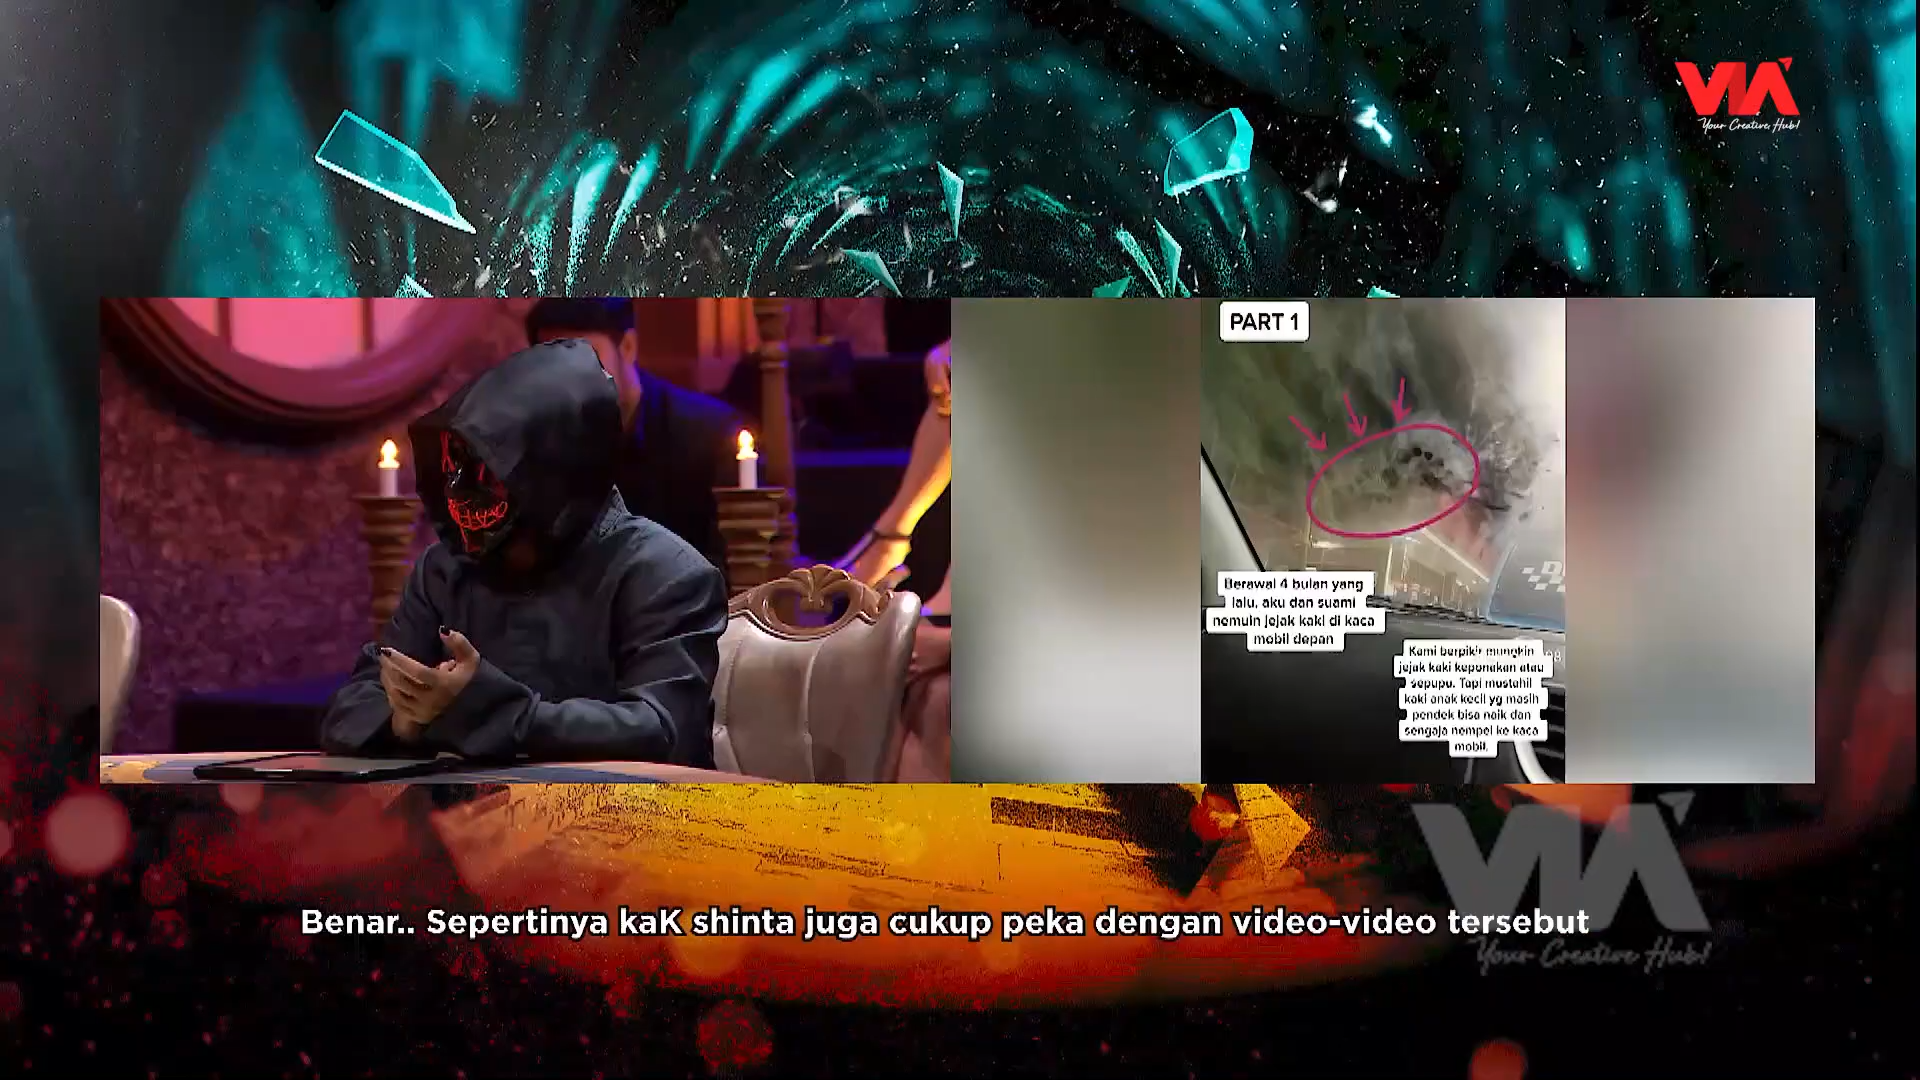 VIA
Your Creative Hub!
PART 1
Berawal 4 bulan yang
lalu, aku dan suami
nemuin jejak kaki di kaca
mobil depan
Kami berpikir mungkin
jejak kaki keponakan atau
sepupu. Tapi mustahil
kaki anak kecil yg masih
pendek bisa naik dan
sengaja nempel ke kaca
mobil.
Benar.. Sepertinya kaK shinta juga cukup peka dengan video-video tersebut
VIA
Your Creative Hub!